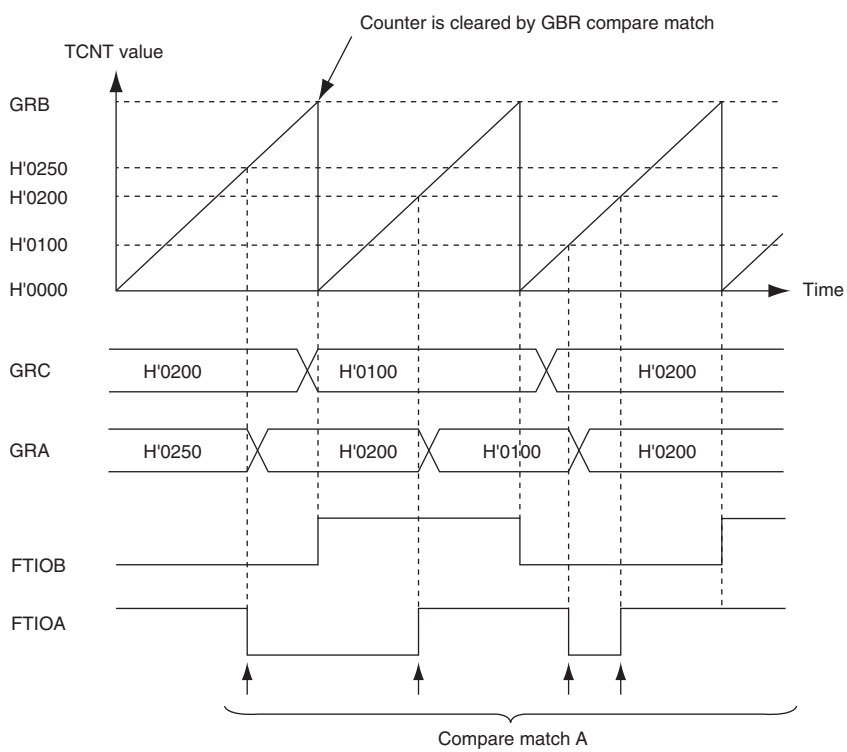 Counter is cleared by GBR compare match
TCNT value
GRB
H'0250
H'0200
H'0100
H'0000
Time
GRC
H'0200
H'0100
H'0200
GRA
H'0250
H'0200
H'0100
H'0200
FTIOB
FTIOA
Compare match A